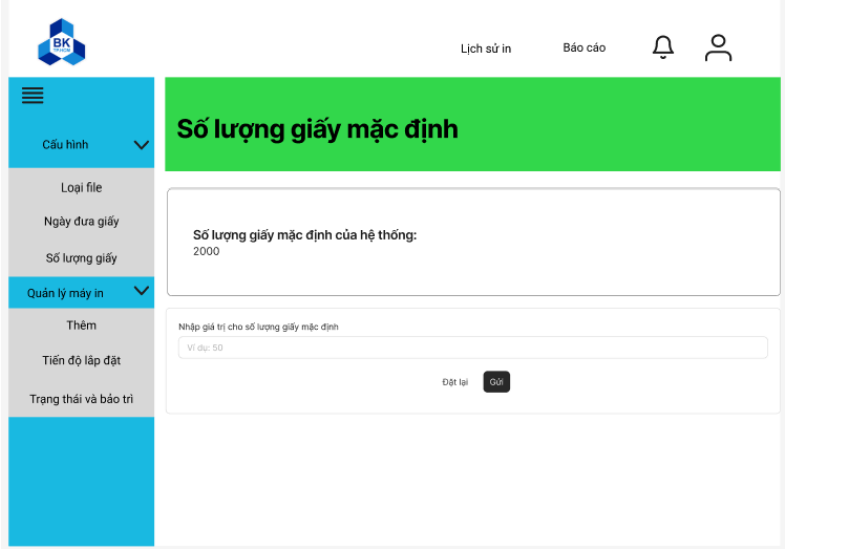 BK
TP.HCM
Lịch sử in
Báo cáo
Cấu hình
Loại file
Ngày đưa giấy
Số lượng giấy
Quản lý máy in
Thêm
Tiến độ lắp đặt
Trạng thái và bảo trì
Số lượng giấy mặc định
Số lượng giấy mặc định của hệ thống:
2000
Nhập giá trị cho số lượng giấy mặc định
Ví dụ: 50
Đặt lại
Gửi